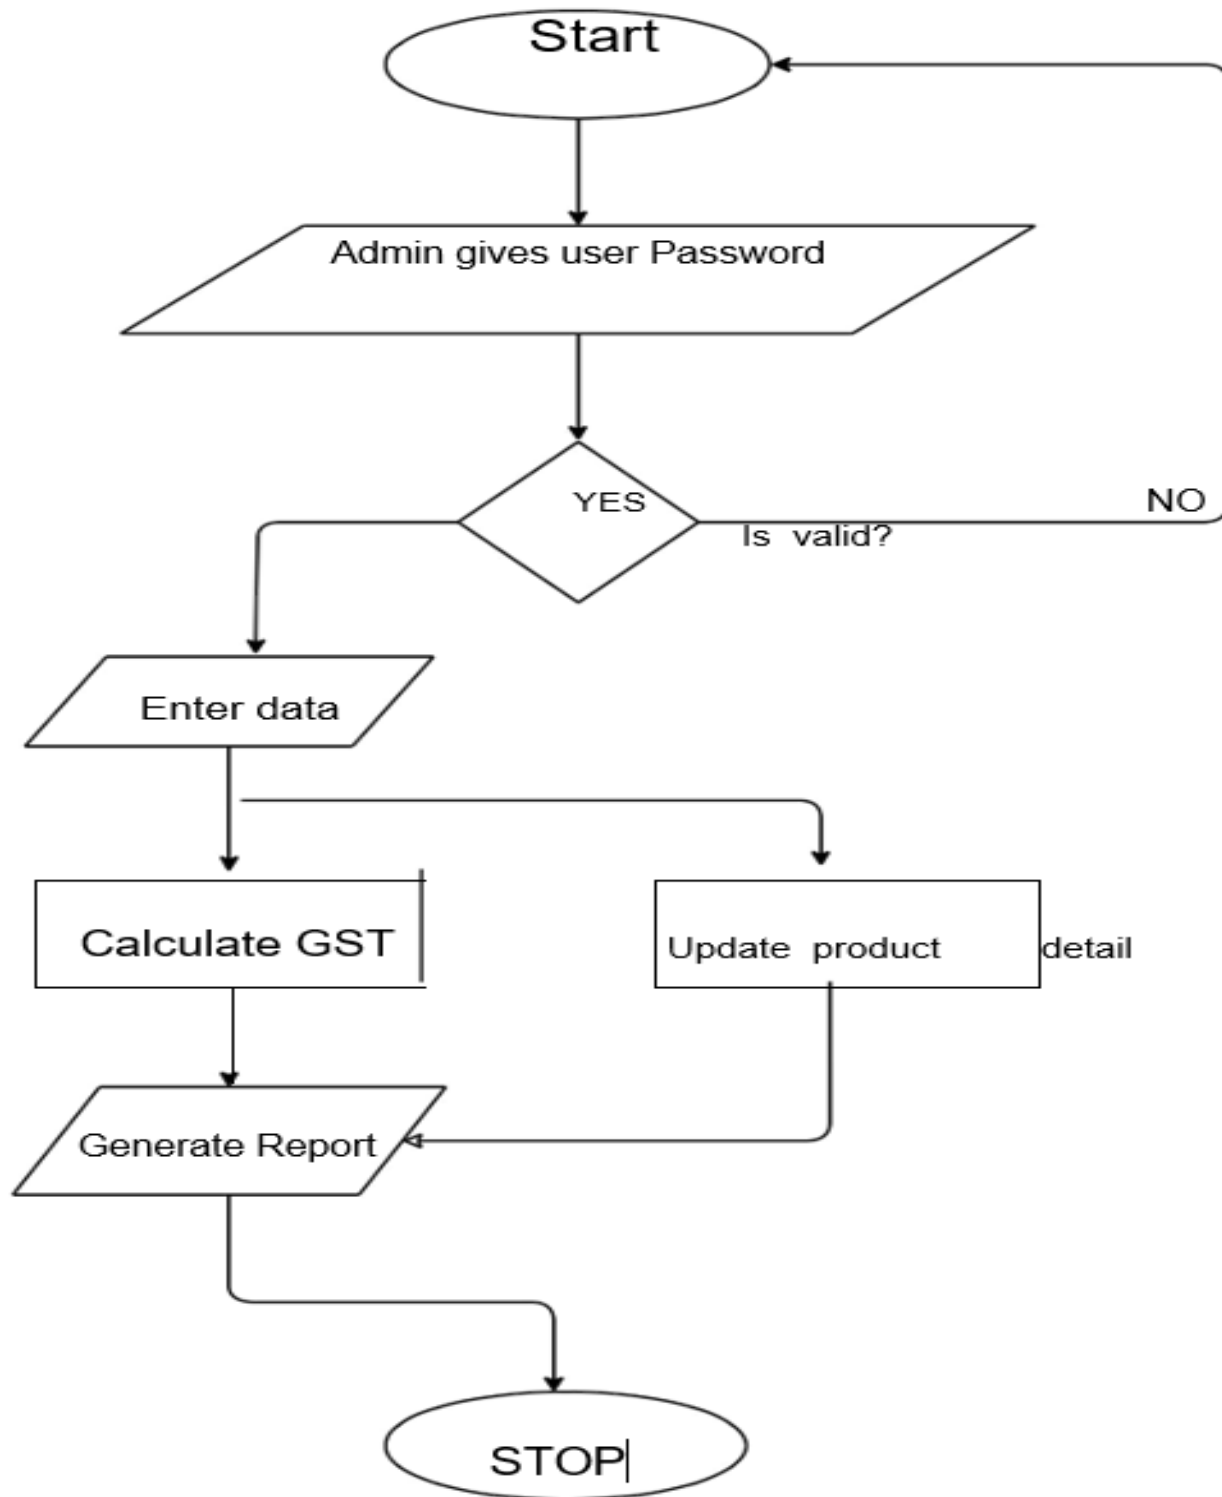 Start
Admin gives user Password
YES
NO
Is valid?
Enter data
Calculate GST
Update product detail
Generate Report
STOP